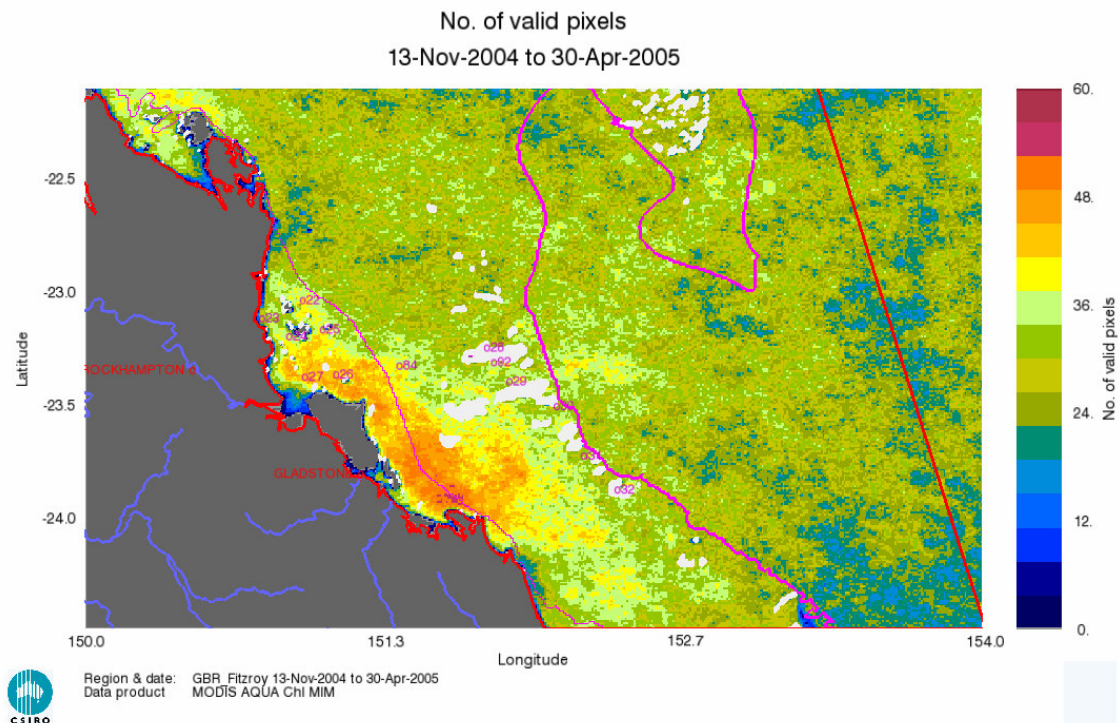 No. of valid pixels
13-Nov-2004 to 30-Apr-2005
60.
48.
36.
24.
12.
0.
No. of valid pixels
-22.5
-23.0
-23.5
-24.0
Latitude
150.0
151.3
152.7
154.0
Longitude
o22
o28
o92
o84
o27
o26
o29
o32
ROCKHAMPTON
GLADSTONE
Region & date: GBR_Fitzroy 13-Nov-2004 to 30-Apr-2005
Data product MODIS AQUA Chl MIM
CSIRO